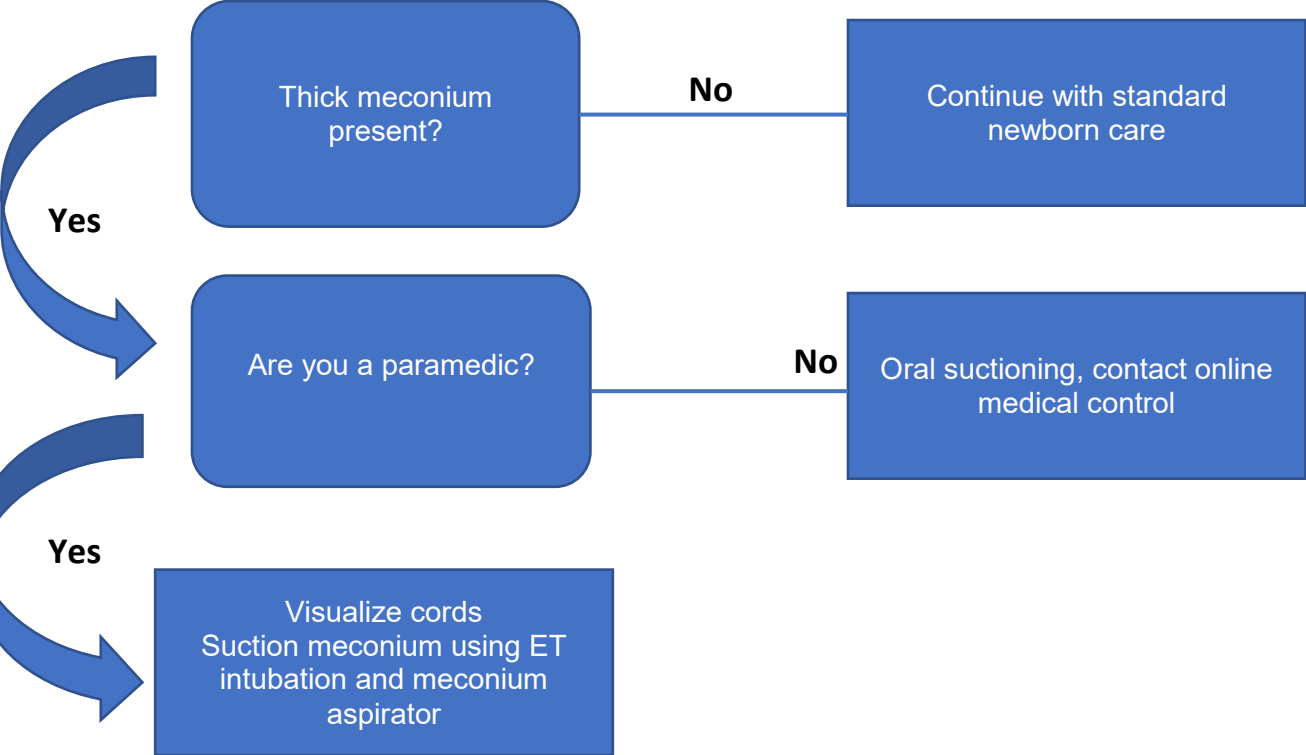 Thick meconium
present?
No
Continue with standard
newborn care
Yes
Are you a paramedic?
No
Oral suctioning, contact online
medical control
Yes
Visualize cords
Suction meconium using ET
intubation and meconium
aspirator